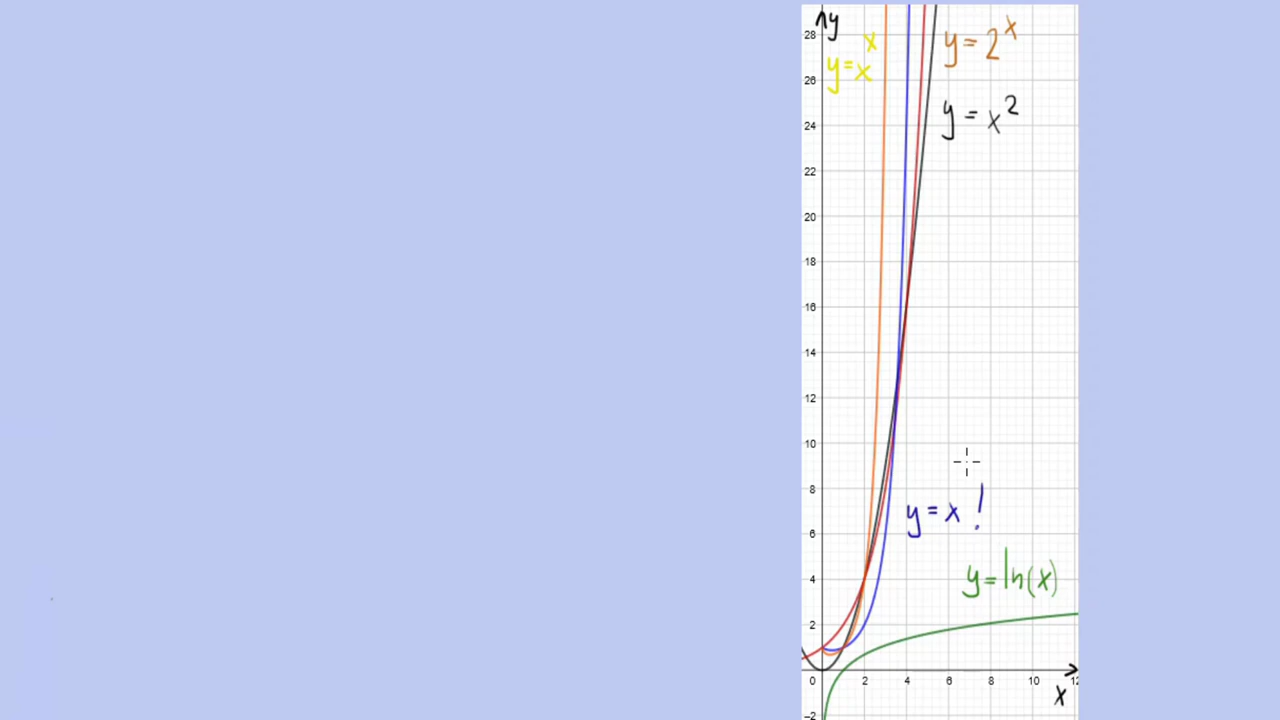 y
28
y = 2^x
y = x^x
26
y = x^2
24
22
20
18
16
14
12
10
8
y = x!
6
y = ln(x)
4
2
0 2 4 6 8 10 12
x
-2